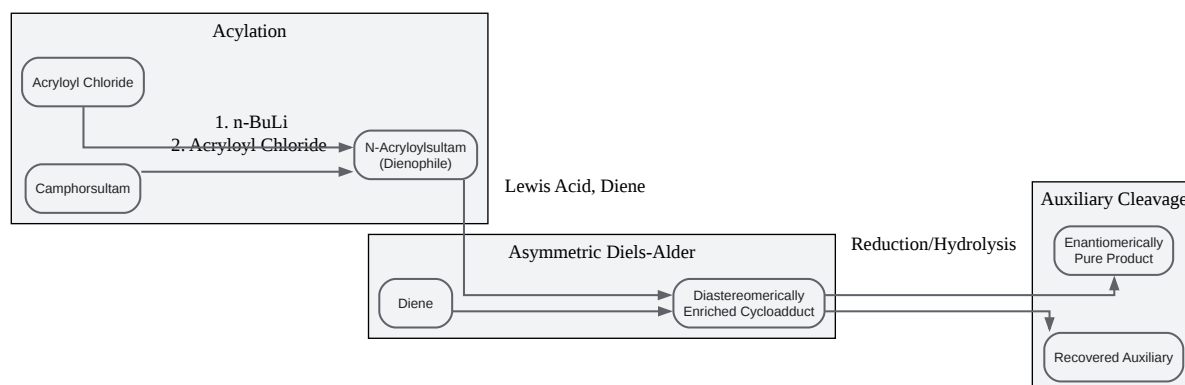 Acylation
Acryloyl Chloride
1. n-BuLi
2. Acryloyl Chloride
N-Acryloylsultam
(Dienophile)
Camphorsultam
Lewis Acid, Diene
Auxiliary Cleavage
Asymmetric Diels-Alder
Reduction/Hydrolysis
Enantiomerically
Pure Product
Diene
Diastereomerically
Enriched Cycloadduct
Recovered Auxiliary